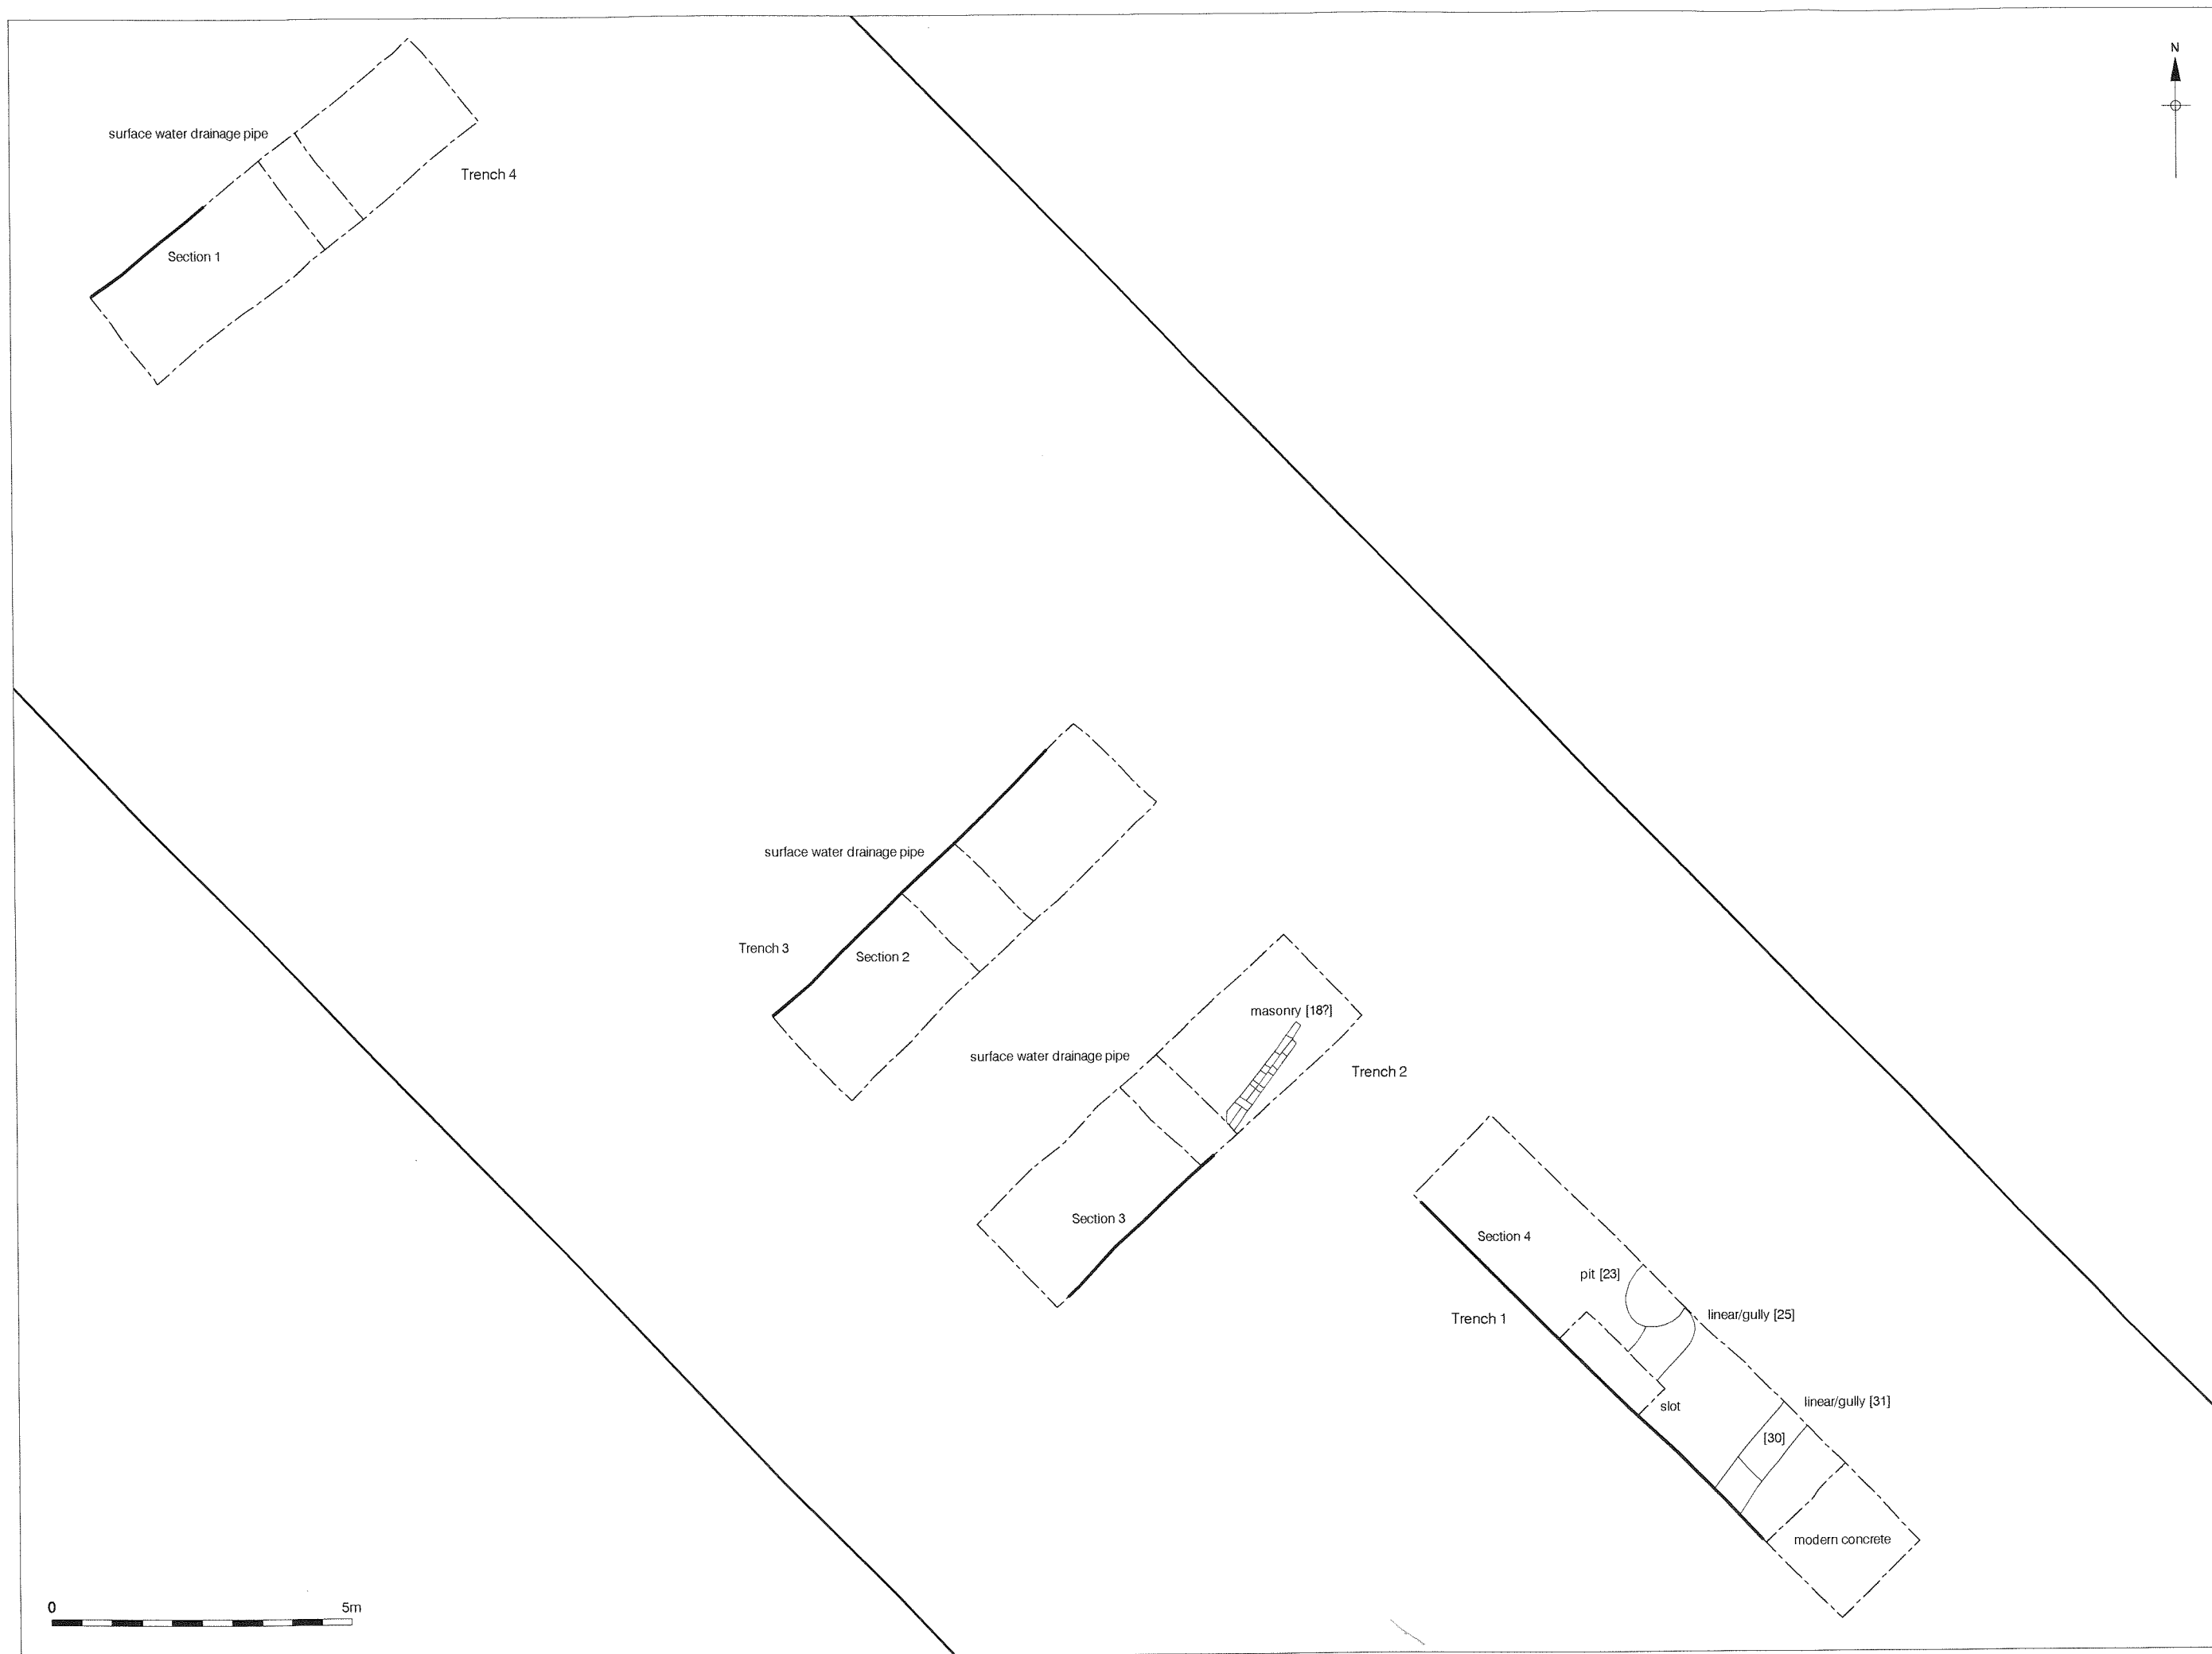 N
surface water drainage pipe
Trench 4
Section 1
surface water drainage pipe
Trench 3
Section 2
masonry [18?]
surface water drainage pipe
Trench 2
Section 3
Section 4
pit [23]
Trench 1
linear/gully [25]
slot
linear/gully [31]
[30]
modern concrete
0 5m